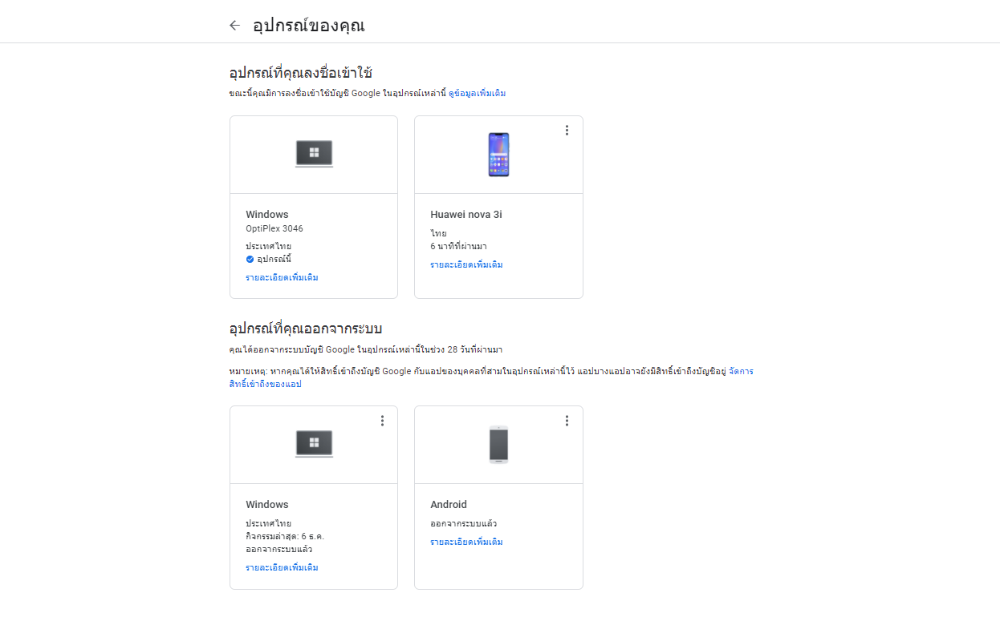 อุปกรณ์ของคุณ
อุปกรณ์ที่คุณลงชื่อเข้าใช้
ขณะนี้คุณมีการลงชื่อเข้าใช้บัญชี Google ในอุปกรณ์เหล่านี้ ดูข้อมูลเพิ่มเติม
Windows
OptiPlex 3046
ประเทศไทย
อุปกรณ์นี้
รายละเอียดเพิ่มเติม
Huawei nova 3i
ไทย
6 นาทีที่ผ่านมา
รายละเอียดเพิ่มเติม
อุปกรณ์ที่คุณออกจากระบบ
คุณได้ออกจากระบบบัญชี Google ในอุปกรณ์เหล่านี้ในช่วง 28 วันที่ผ่านมา
หมายเหตุ: หากคุณได้ให้สิทธิ์เข้าถึงบัญชี Google กับแอปของบุคคลที่สามในอุปกรณ์เหล่านี้ไว้ แอปบางแอปอาจยังมีสิทธิ์เข้าถึงบัญชีอยู่ จัดการ
สิทธิ์เข้าถึงของแอป
Windows
ประเทศไทย
กิจกรรมล่าสุด: 6 ธ.ค.
ออกจากระบบแล้ว
รายละเอียดเพิ่มเติม
Android
ออกจากระบบแล้ว
รายละเอียดเพิ่มเติม